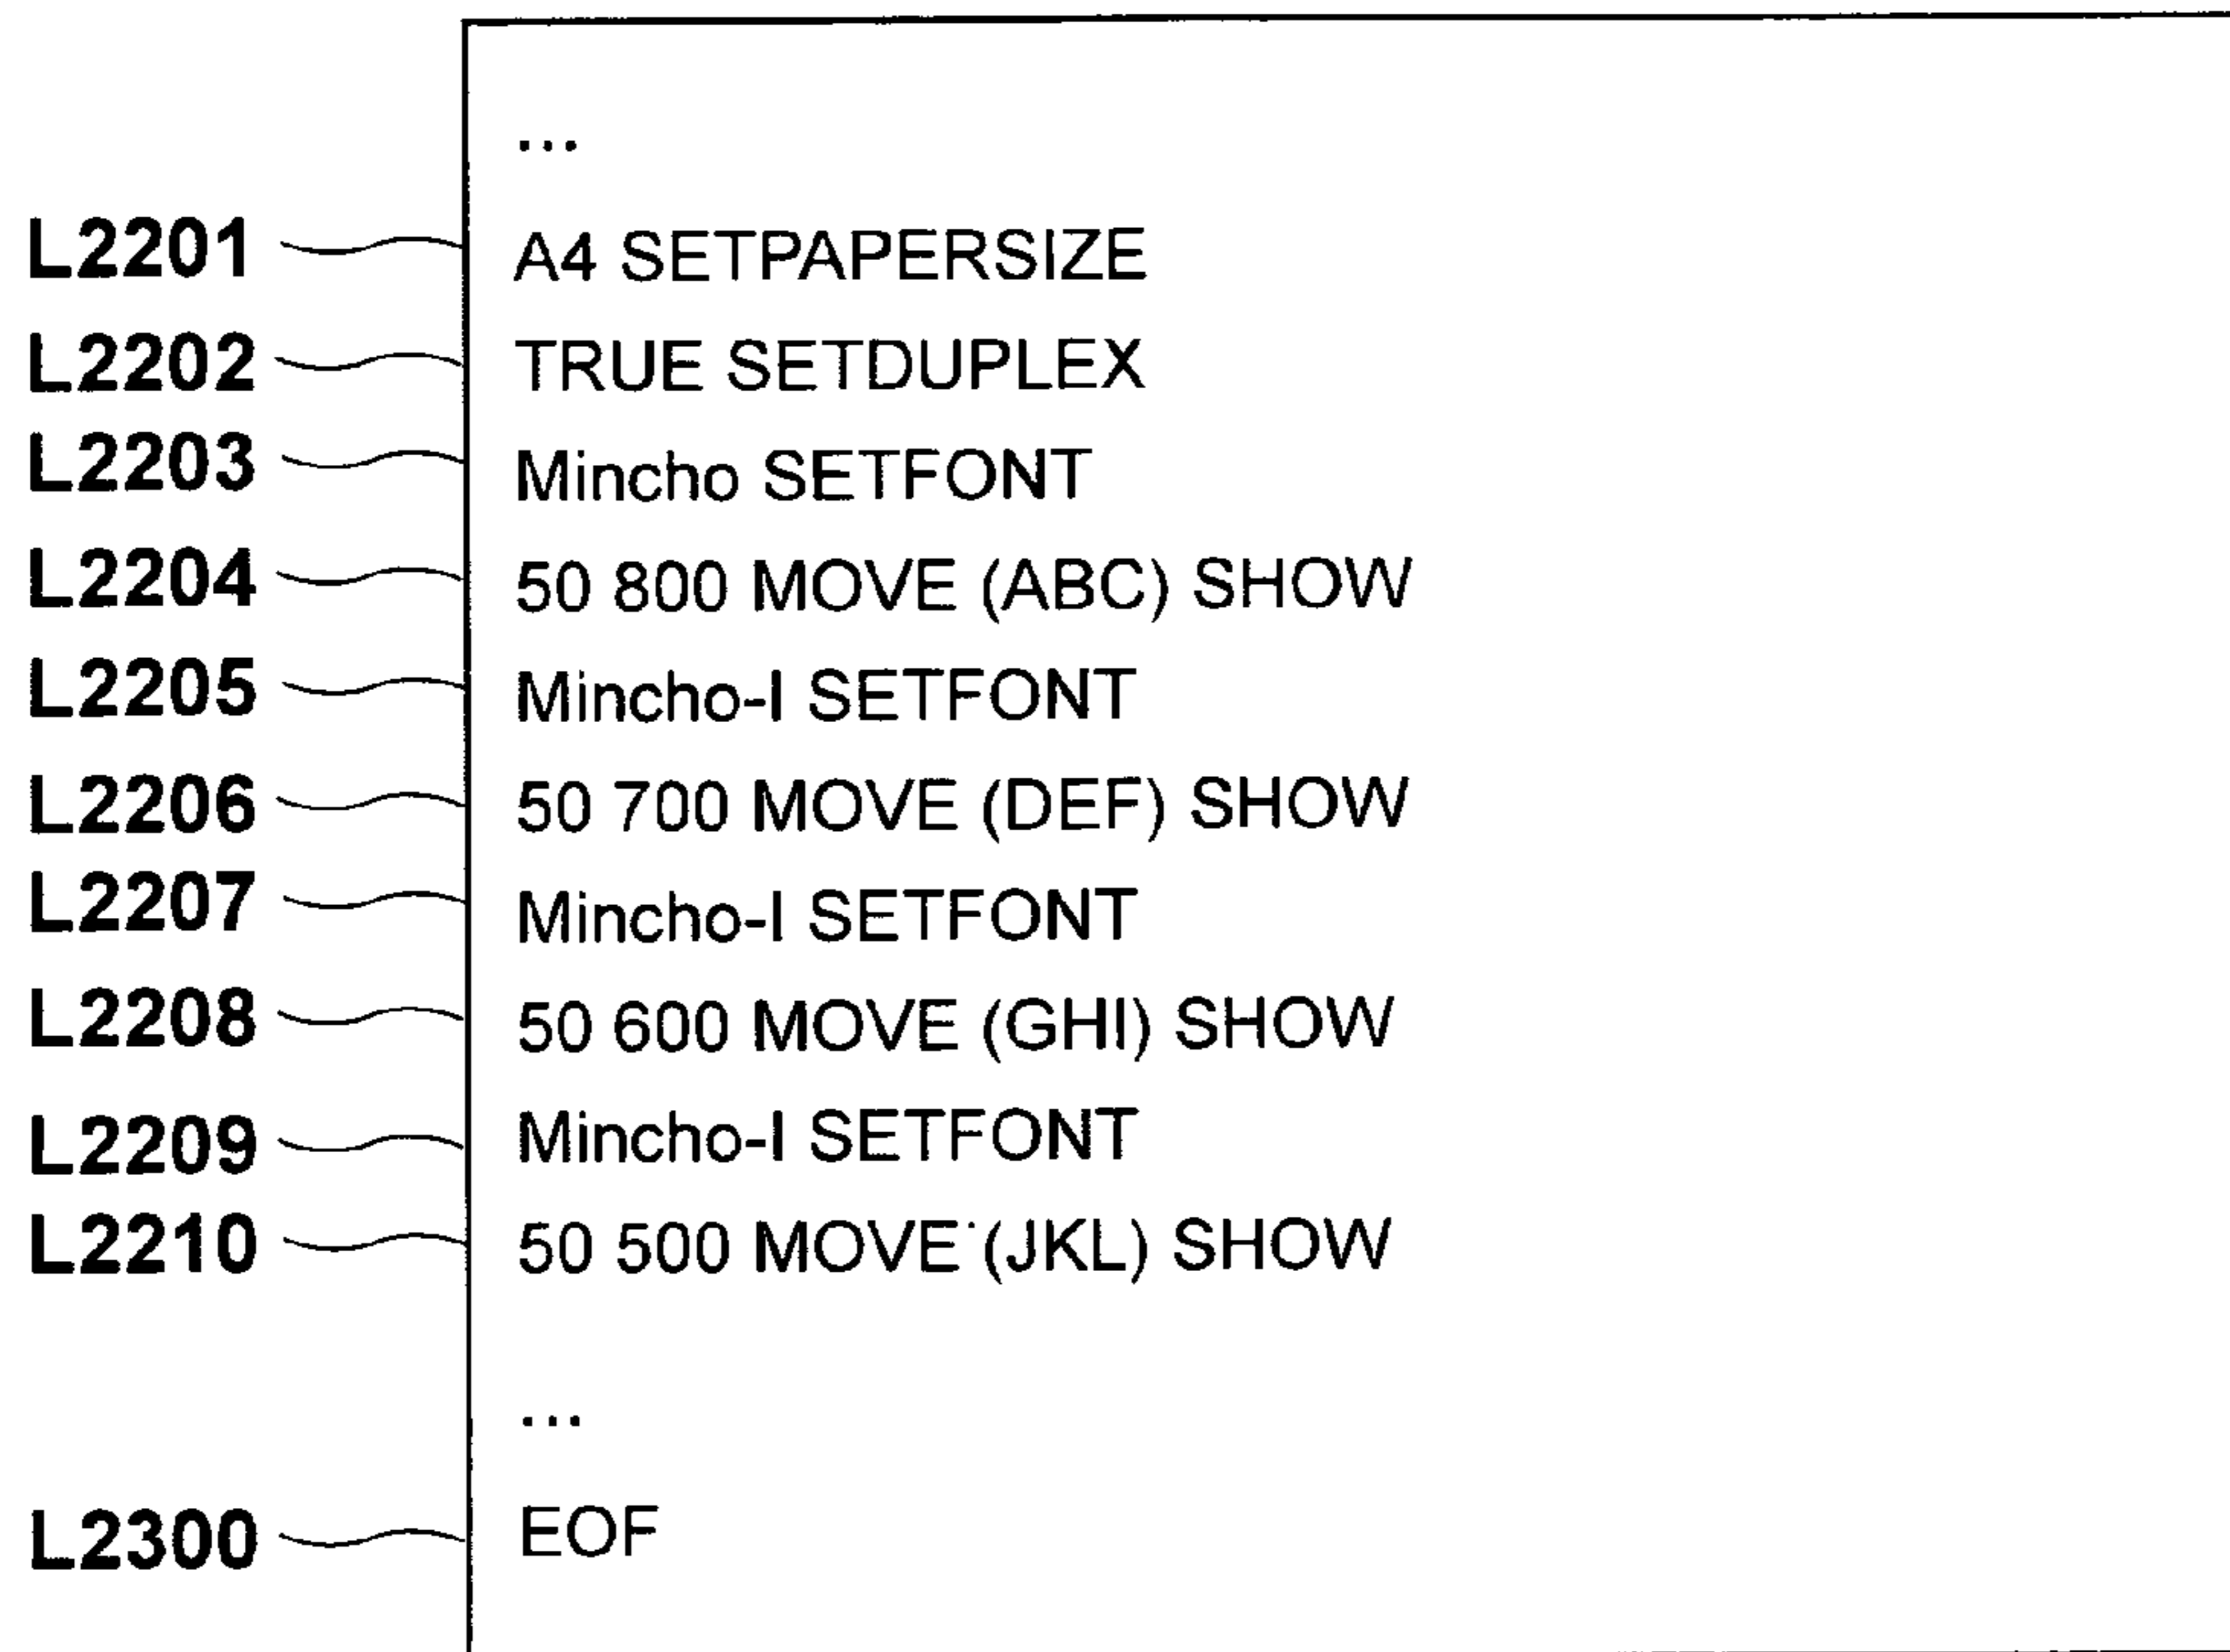 ...
L2201 A4 SETPAPERSIZE
L2202 TRUE SETDUPLEX
L2203 Mincho SETFONT
L2204 50 800 MOVE (ABC) SHOW
L2205 Mincho-I SETFONT
L2206 50 700 MOVE (DEF) SHOW
L2207 Mincho-I SETFONT
L2208 50 600 MOVE (GHI) SHOW
L2209 Mincho-I SETFONT
L2210 50 500 MOVE (JKL) SHOW
...
L2300 EOF